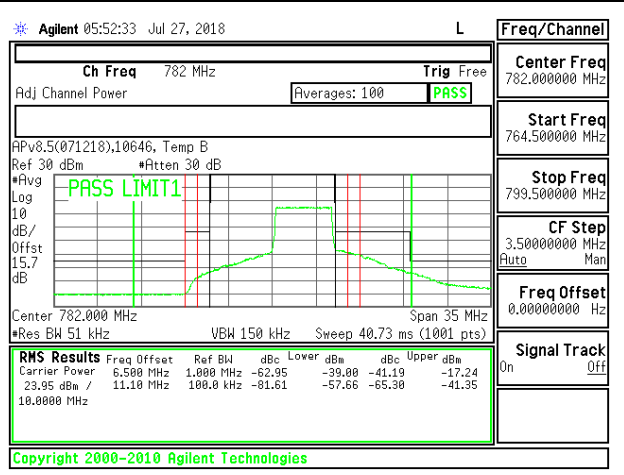 Agilent 05:52:33 Jul 27, 2018 L
Freq/Channel
Ch Freq 782 MHz Trig Free
Adj Channel Power Averages: 100 PASS
Center Freq
782.000000 MHz
Start Freq
764.500000 MHz
Stop Freq
799.500000 MHz
CF Step
3.50000000 MHz
Auto Man
Freq Offset
0.00000000 Hz
Signal Track
On Off
APv8.5(071218),10646, Temp B
Ref 30 dBm #Atten 30 dB
#Avg
Log
10
dB/
Offst
15.7
dB
PASS LIMIT1
Center 782.000 MHz Span 35 MHz
#Res BW 51 kHz VBW 150 kHz Sweep 40.73 ms (1001 pts)
RMS Results Freq Offset Ref BW dBc Lower dBm dBc Upper dBm
Carrier Power 6.500 MHz 1.000 MHz -62.95 -39.00 -41.19 -17.24
23.95 dBm / 11.10 MHz 100.0 kHz -81.61 -57.66 -65.30 -41.35
10.0000 MHz
Copyright 2000-2010 Agilent Technologies